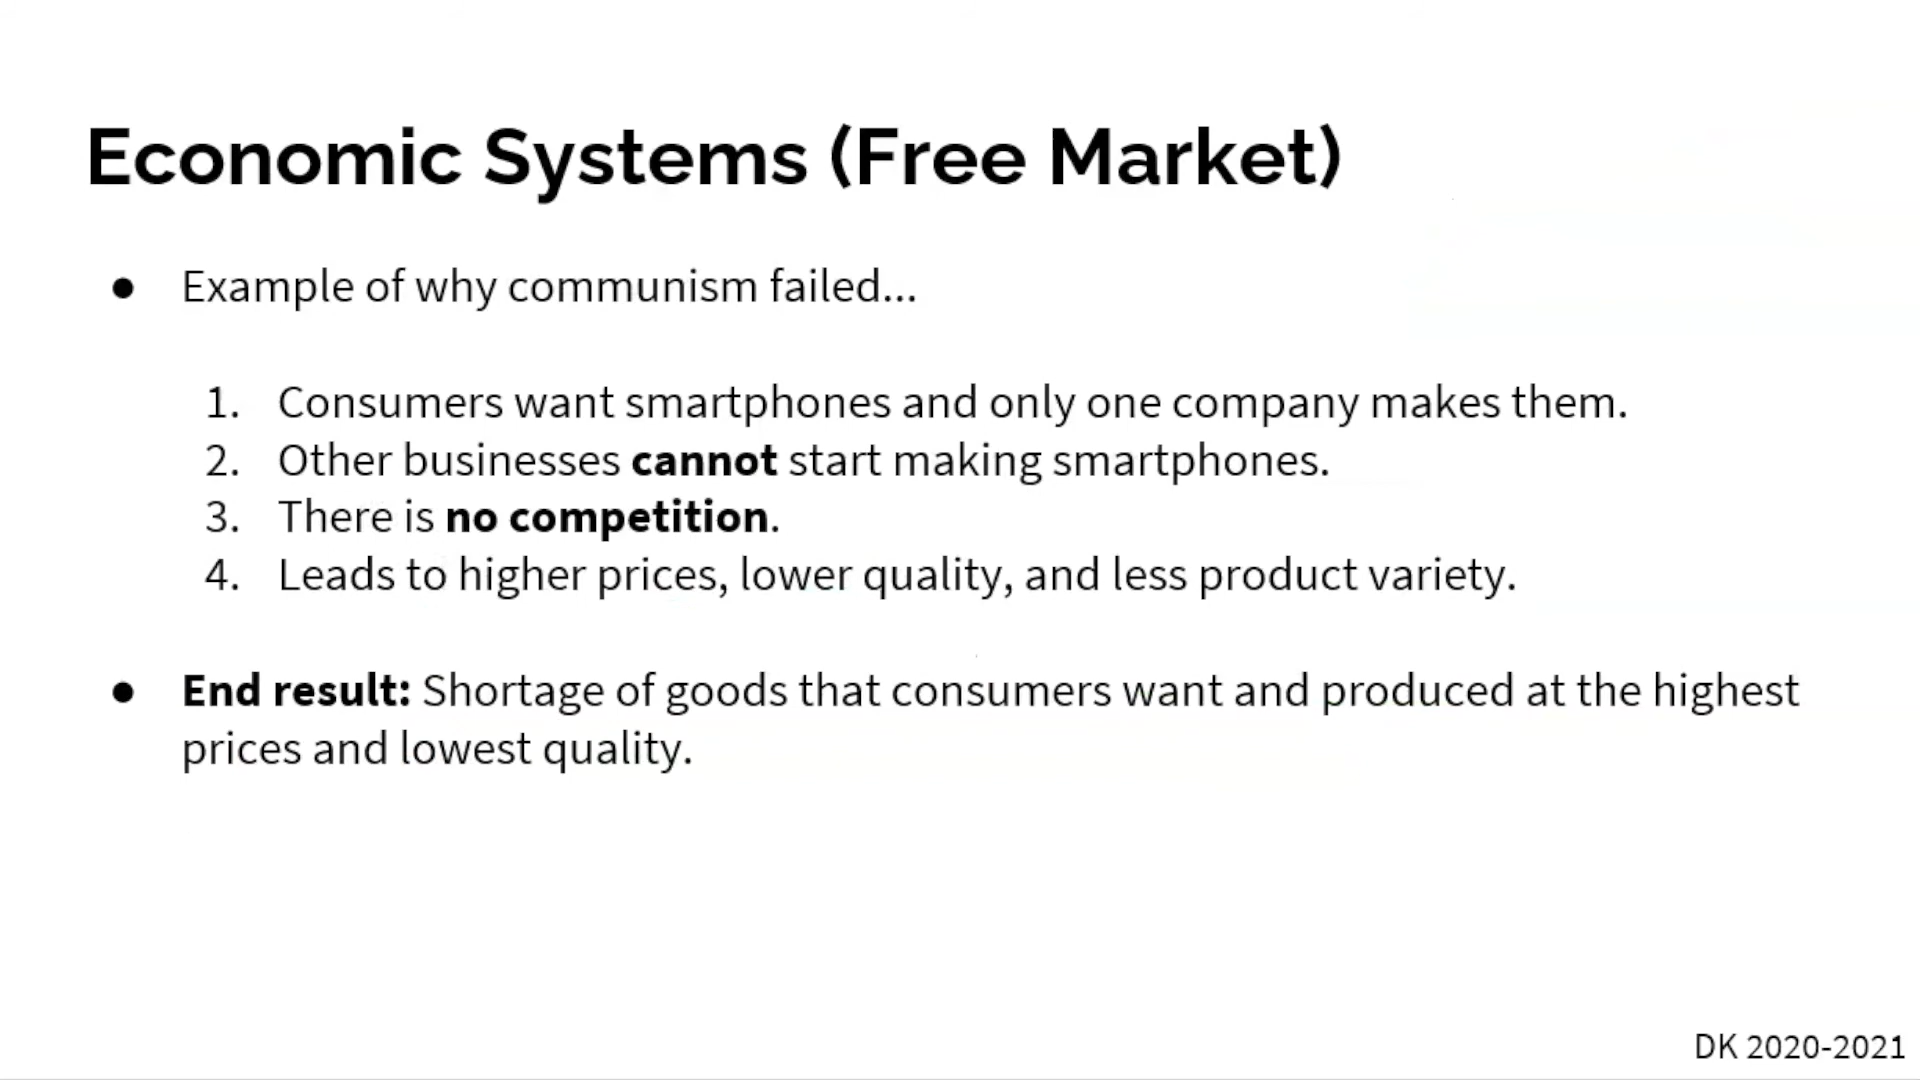 Economic Systems (Free Market)
● Example of why communism failed...
1. Consumers want smartphones and only one company makes them.
2. Other businesses cannot start making smartphones.
3. There is no competition.
4. Leads to higher prices, lower quality, and less product variety.
● End result: Shortage of goods that consumers want and produced at the highest
prices and lowest quality.
DK 2020-2021